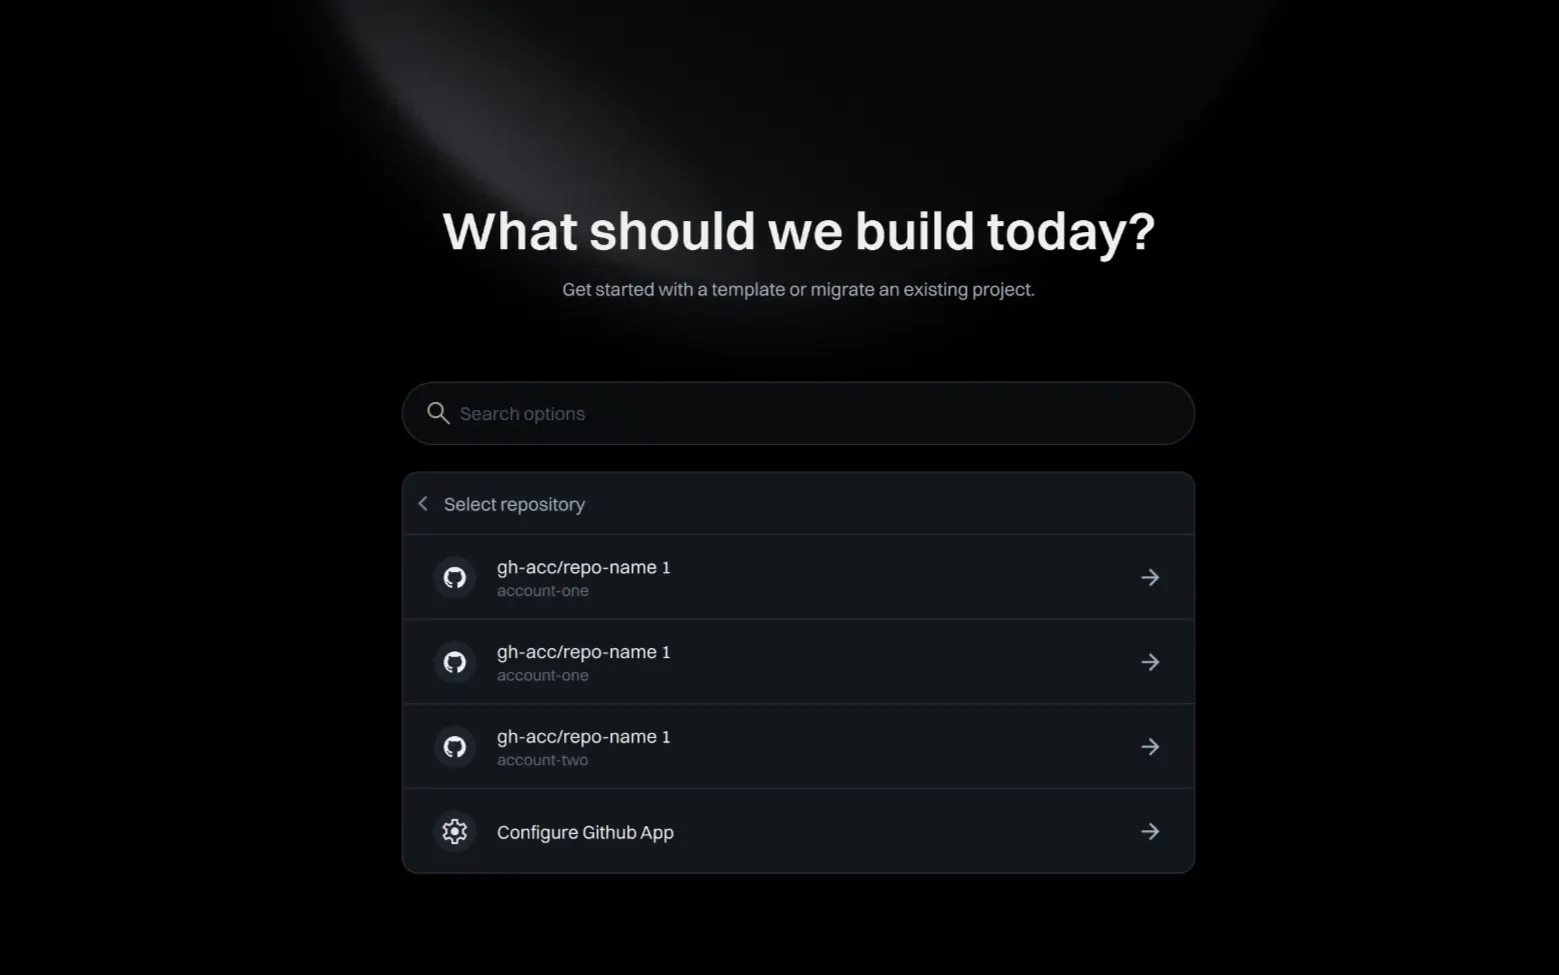 What should we build today?
Get started with a template or migrate an existing project.
Search options
Select repository
gh-acc/repo-name 1
account-one
gh-acc/repo-name 1
account-one
gh-acc/repo-name 1
account-two
Configure Github App